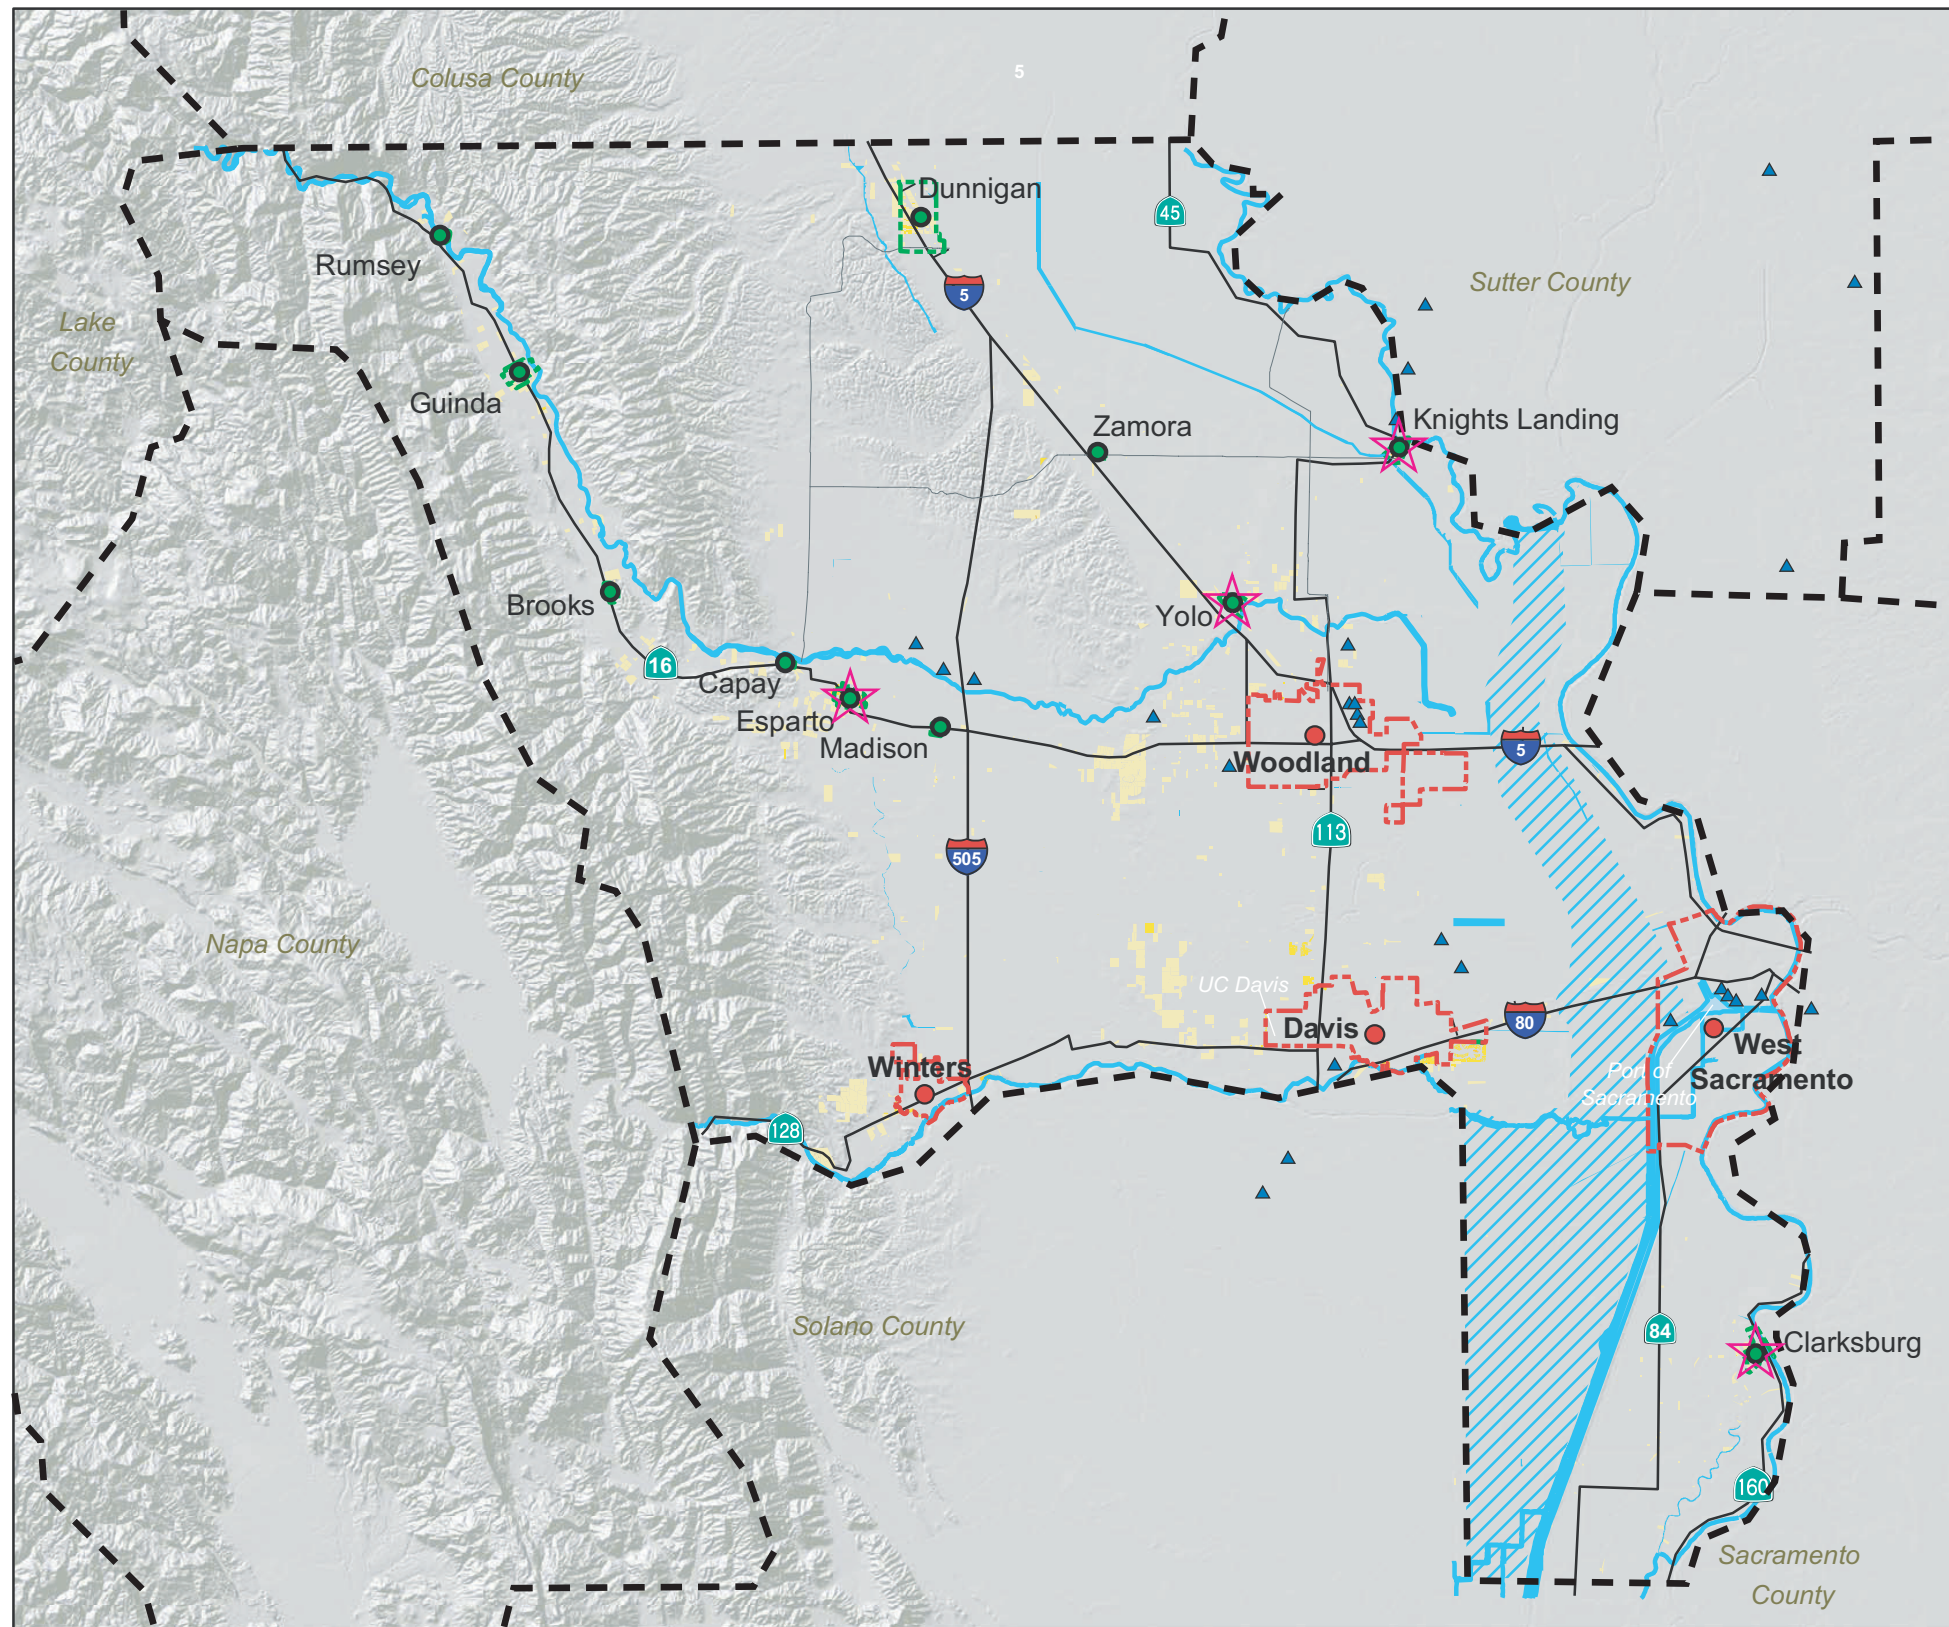 Colusa County
5
Dunnigan
45
Rumsey
Sutter County
5
Lake
County
Guinda
Knights Landing
Zamora
Brooks
Yolo
16
Capay
Esparto
Madison
Woodland
5
113
505
Napa County
UC Davis
Davis
80
West
Sacramento
Port of
Sacramento
Winters
128
Solano County
84
Clarksburg
160
Sacramento
County